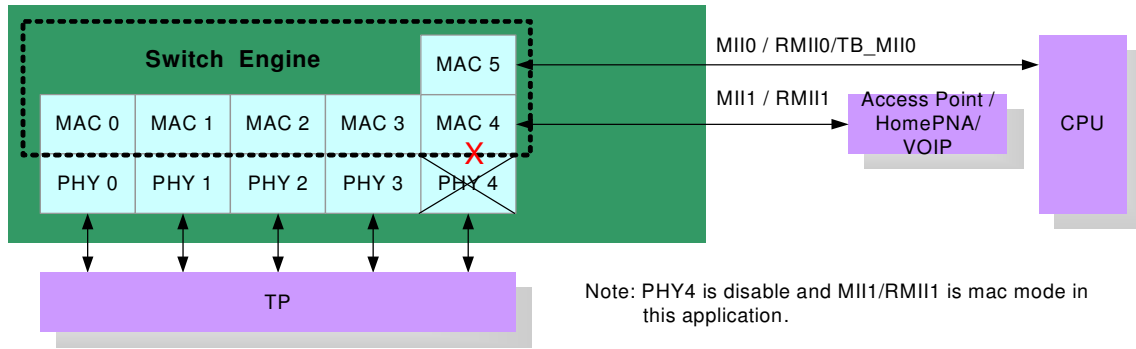 MII0 / RMII0/TB_MII0
Switch Engine
MAC 5
MII1 / RMII1
Access Point /
HomePNA/
VOIP
CPU
MAC 0 MAC 1 MAC 2 MAC 3 MAC 4
X
PHY 0 PHY 1 PHY 2 PHY 3 PHY 4
TP
Note: PHY4 is disable and MII1/RMII1 is mac mode in
this application.